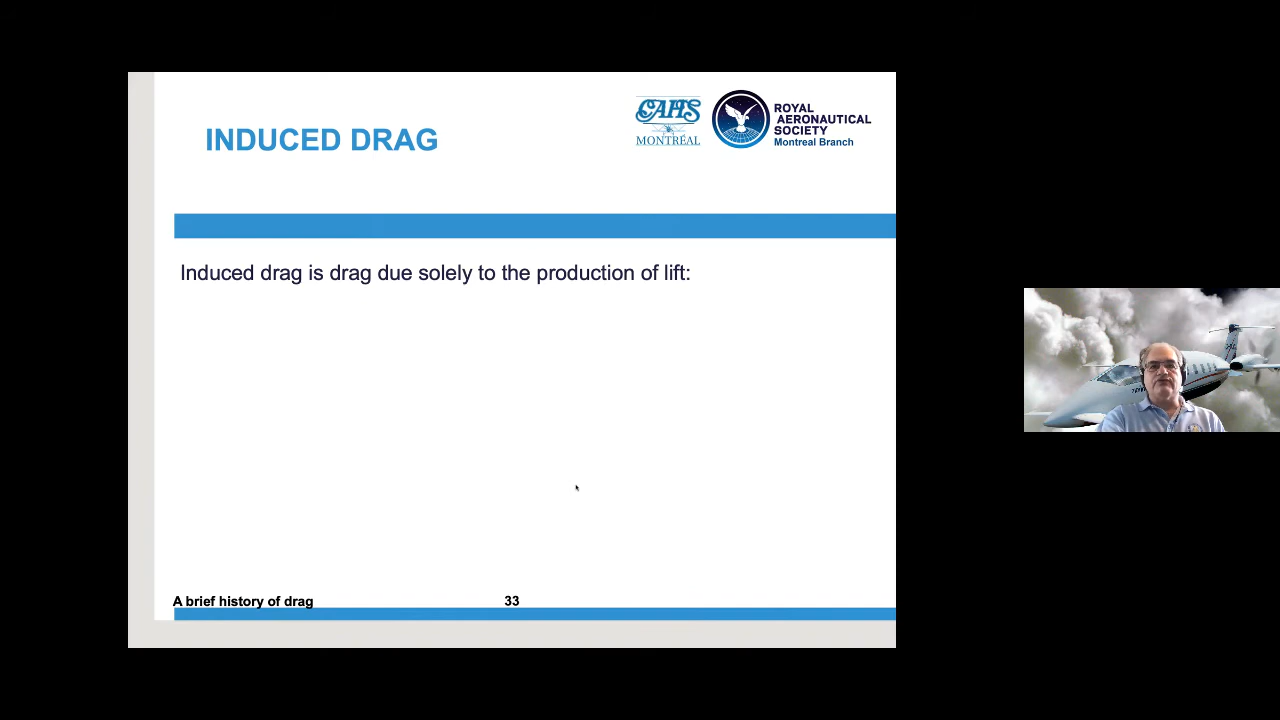 INDUCED DRAG
CAHS
MONTRÉAL
ROYAL
AERONAUTICAL
SOCIETY
Montreal Branch
Induced drag is drag due solely to the production of lift:
A brief history of drag
33